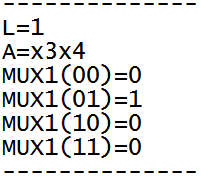 --------------
L=1
A=x3x4
MUX1(00)=0
MUX1(01)=1
MUX1(10)=0
MUX1(11)=0
--------------